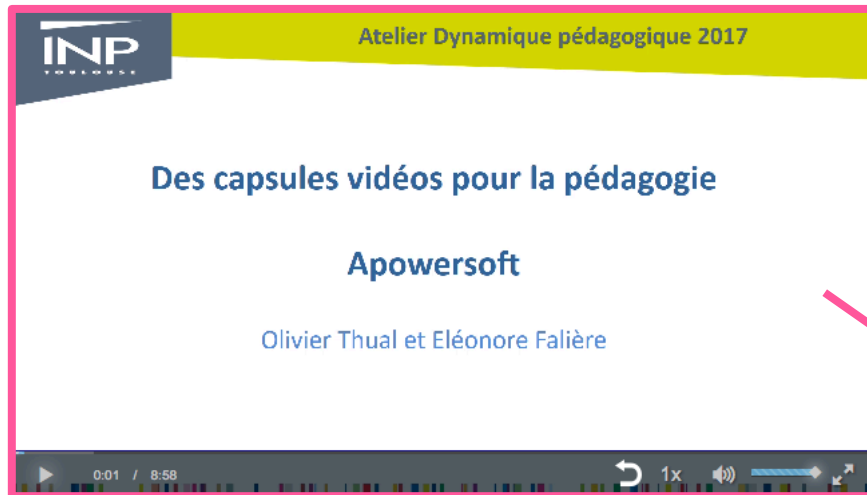 INP
TOULOUSE
Atelier Dynamique pédagogique 2017
Des capsules vidéos pour la pédagogie
Apowersoft
Olivier Thual et Eléonore Falière
0:01 / 8:58
1x